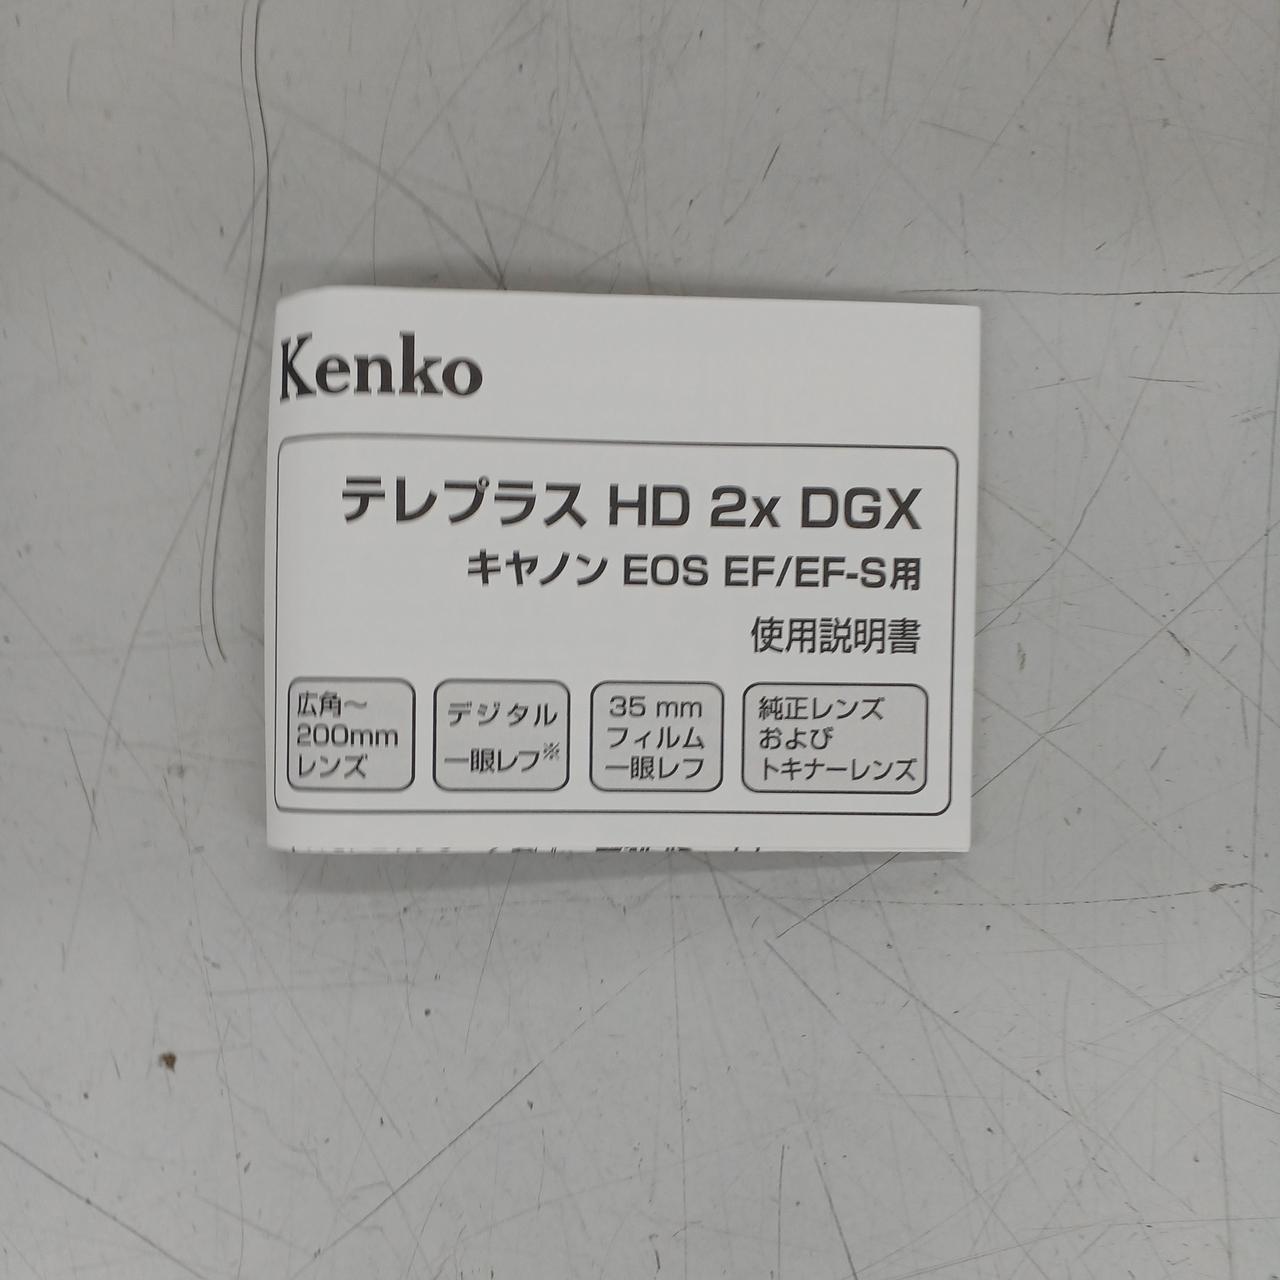 Kenko
テレプラス HD 2x DGX
キヤノン EOS EF/EF-S用
使用説明書
広角～
200mm
レンズ
デジタル
一眼レフ※
35 mm
フィルム
一眼レフ
純正レンズ
および
トキナーレンズ